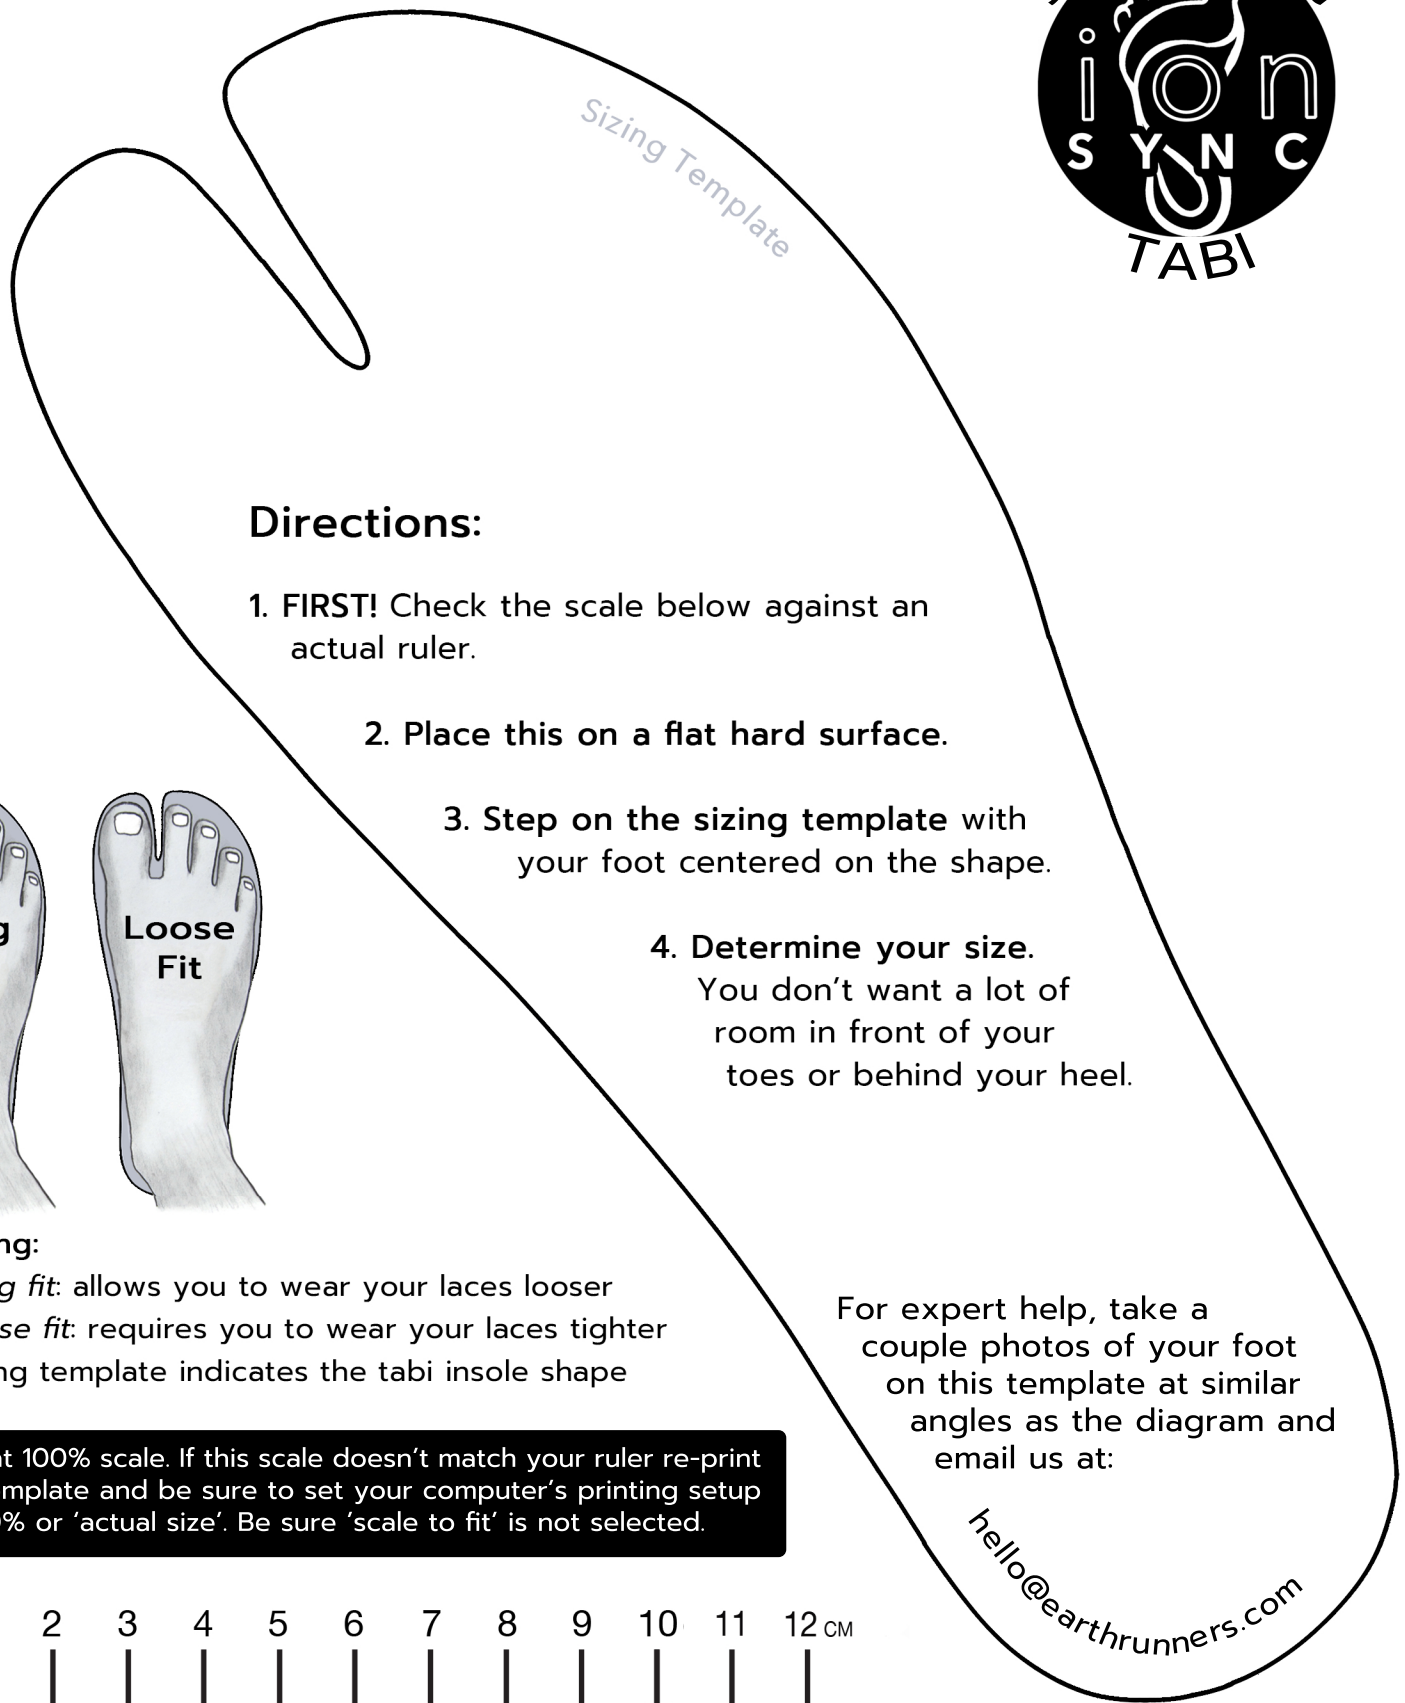 ion
SYNC
TABI
Sizing Template
Directions:
1. FIRST! Check the scale below against an
actual ruler.
2. Place this on a flat hard surface.
3. Step on the sizing template with
your foot centered on the shape.
4. Determine your size.
You don’t want a lot of
room in front of your
toes or behind your heel.
g
Loose
Fit
ng:
g fit: allows you to wear your laces looser
se fit: requires you to wear your laces tighter
ng template indicates the tabi insole shape
at 100% scale. If this scale doesn’t match your ruler re-print
mplate and be sure to set your computer’s printing setup
% or ‘actual size’. Be sure ‘scale to fit’ is not selected.
For expert help, take a
couple photos of your foot
on this template at similar
angles as the diagram and
email us at:
hello@earthrunners.com
2 3 4 5 6 7 8 9 10 11 12 CM